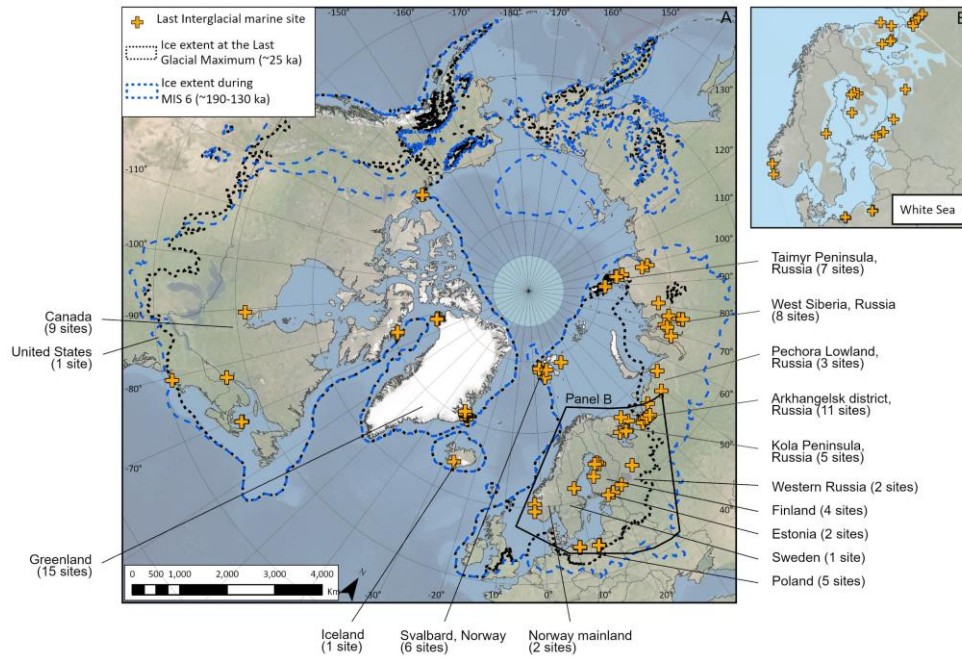 Last Interglacial marine site
Ice extent at the Last
Glacial Maximum (~25 ka)
Ice extent during
MIS 6 (~190-130 ka)
-150°
-160°
-170°
180°
170°
160°
150°
A
140°
130°
120°
110°
100°
90°
80°
70°
60°
50°
40°
30°
20°
10°
0°
-10°
-20°
-30°
-40°
-50°
-60°
-70°
-80°
-90°
-100°
-110°
Panel B
White Sea
Canada
(9 sites)
United States
(1 site)
Greenland
(15 sites)
Iceland
(1 site)
Svalbard, Norway
(6 sites)
Norway mainland
(2 sites)
Taimyr Peninsula,
Russia (7 sites)
West Siberia, Russia
(8 sites)
Pechora Lowland,
Russia (3 sites)
Arkhangelsk district,
Russia (11 sites)
Kola Peninsula,
Russia (5 sites)
Western Russia (2 sites)
Finland (4 sites)
Estonia (2 sites)
Sweden (1 site)
Poland (5 sites)
0 500 1,000 2,000 3,000 4,000
Km
N